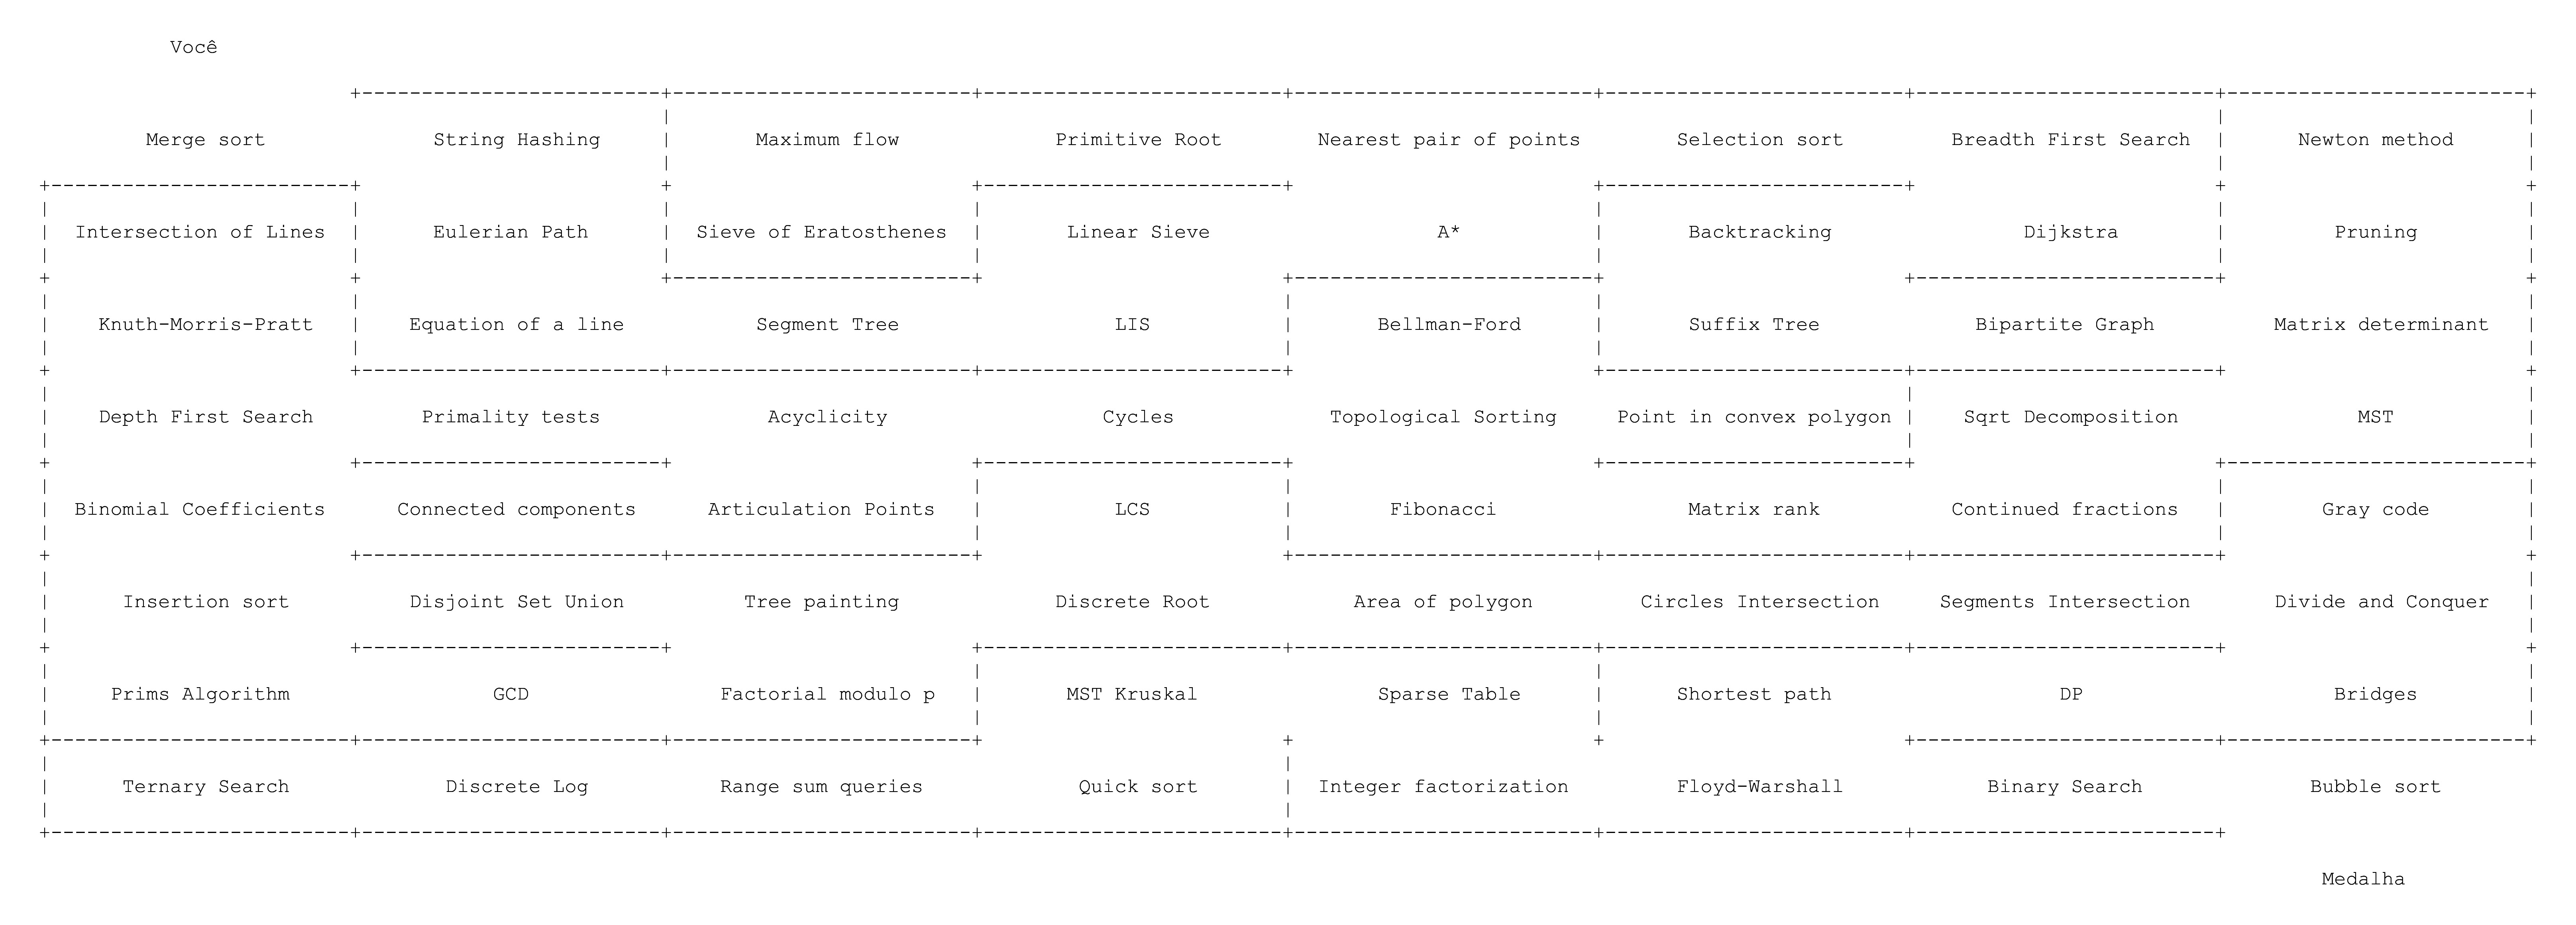 Você
Merge sort String Hashing Maximum flow Primitive Root Nearest pair of points Selection sort Breadth First Search Newton method
Intersection of Lines Eulerian Path Sieve of Eratosthenes Linear Sieve A* Backtracking Dijkstra Pruning
Knuth-Morris-Pratt Equation of a line Segment Tree LIS Bellman-Ford Suffix Tree Bipartite Graph Matrix determinant
Depth First Search Primality tests Acyclicity Cycles Topological Sorting Point in convex polygon Sqrt Decomposition MST
Binomial Coefficients Connected components Articulation Points LCS Fibonacci Matrix rank Continued fractions Gray code
Insertion sort Disjoint Set Union Tree painting Discrete Root Area of polygon Circles Intersection Segments Intersection Divide and Conquer
Prims Algorithm GCD Factorial modulo p MST Kruskal Sparse Table Shortest path DP Bridges
Ternary Search Discrete Log Range sum queries Quick sort Integer factorization Floyd-Warshall Binary Search Bubble sort
Medalha